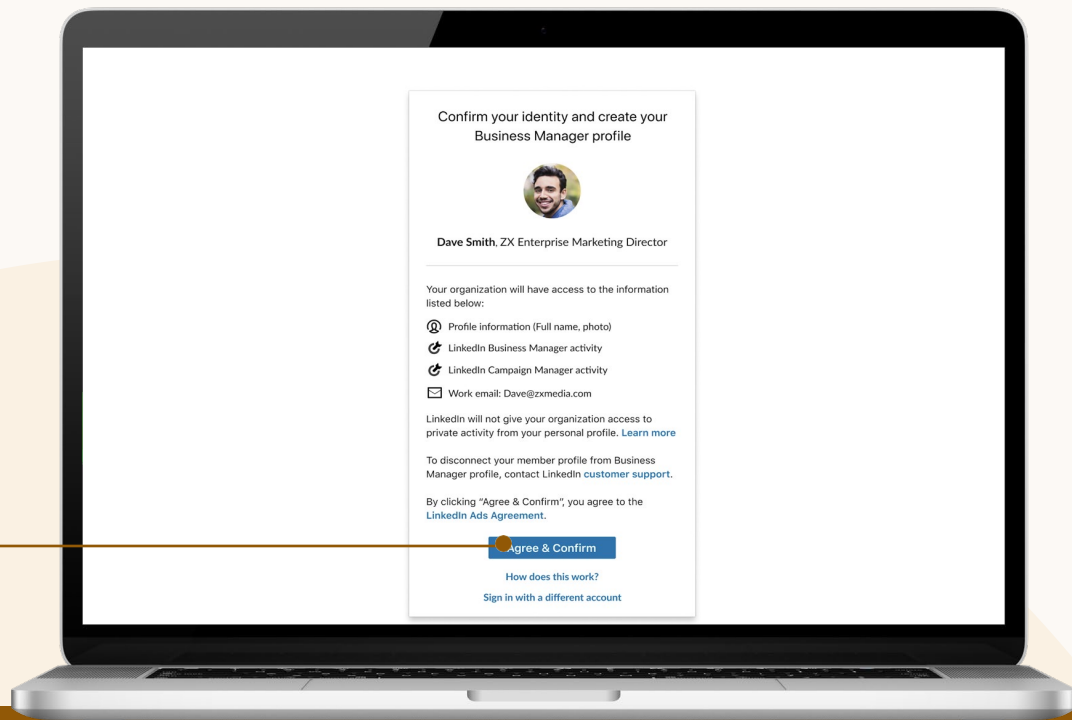 Confirm your identity and create your
Business Manager profile
Dave Smith, ZX Enterprise Marketing Director
Your organization will have access to the information
listed below:
Profile information (Full name, photo)
LinkedIn Business Manager activity
LinkedIn Campaign Manager activity
Work email: Dave@zxmedia.com
LinkedIn will not give your organization access to
private activity from your personal profile. Learn more
To disconnect your member profile from Business
Manager profile, contact LinkedIn customer support.
By clicking “Agree & Confirm”, you agree to the
LinkedIn Ads Agreement.
Agree & Confirm
How does this work?
Sign in with a different account